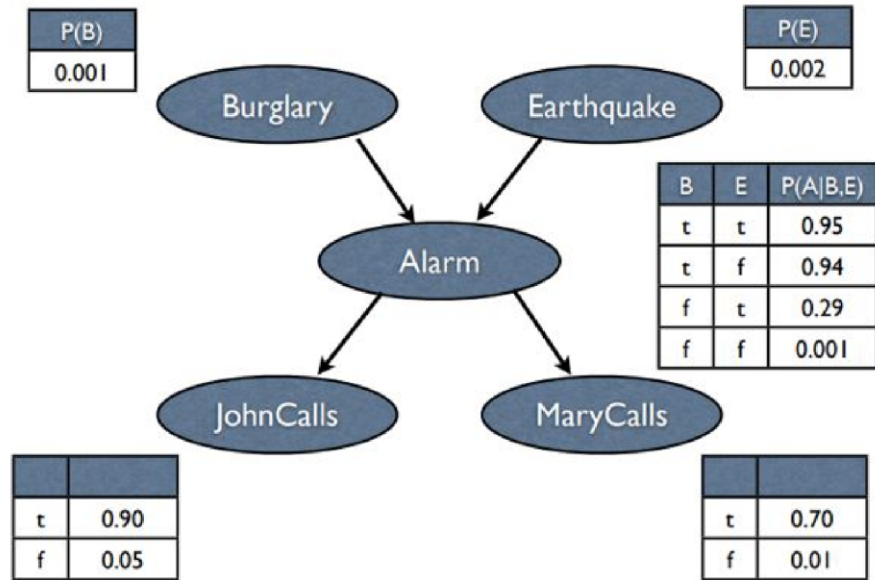 P(B)
0.001
P(E)
0.002
Burglary
Earthquake
B E P(A|B,E)
t t 0.95
t f 0.94
f t 0.29
f f 0.001
Alarm
JohnCalls
MaryCalls
t 0.90
f 0.05
t 0.70
f 0.01